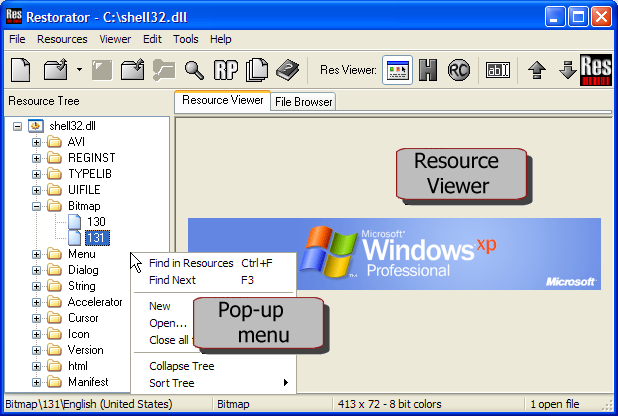 Restorator - C:\shell32.dll
File Resources Viewer Edit Tools Help
RP Res Viewer: H RC ab Res
Resource Tree
Resource Viewer File Browser
shell32.dll
AVI
REGINST
TYPELIB
UIFILE
Bitmap
130
131
Menu
Dialog
String
Accelerator
Cursor
Icon
Version
html
Manifest
Find in Resources Ctrl+F
Find Next F3
New
Open...
Close all
Collapse Tree
Sort Tree
Pop-up
menu
Resource
Viewer
Microsoft®
Windows xp
Professional
Microsoft
Bitmap\131\English (United States) Bitmap 413 x 72 - 8 bit colors 1 open file